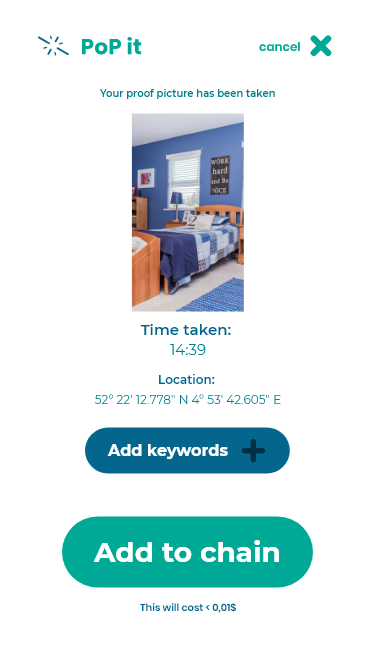 PoP it
cancel
Your proof picture has been taken
WORK
hard
and Be
NICE
Time taken:
14:39
Location:
52° 22' 12.778" N 4° 53' 42.605" E
Add keywords
Add to chain
This will cost < 0,01$